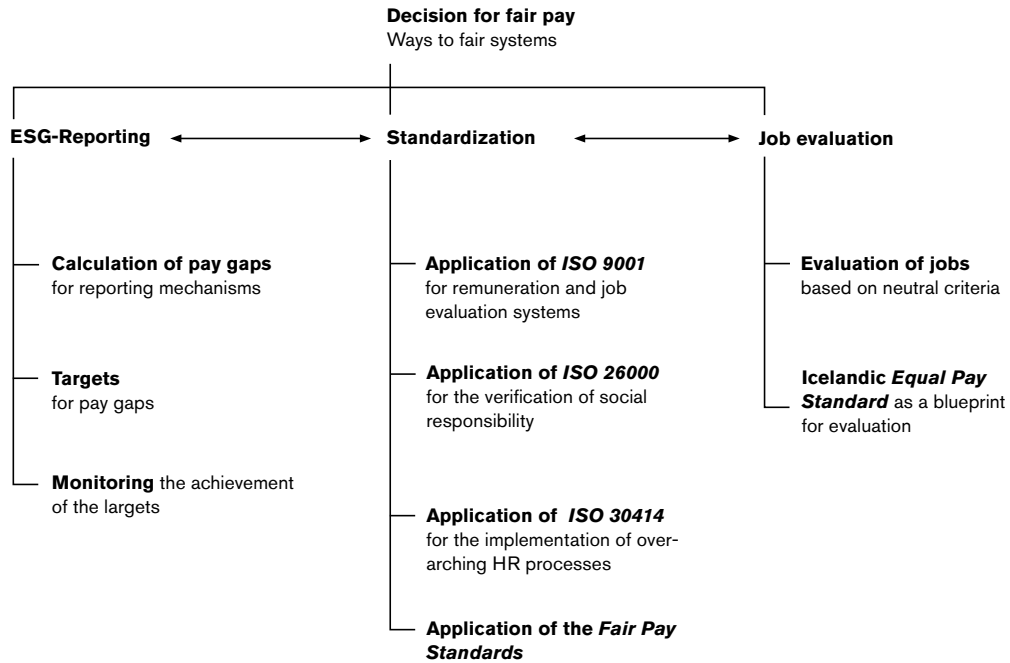 Decision for fair pay
Ways to fair systems
ESG-Reporting
Standardization
Job evaluation
Calculation of pay gaps
for reporting mechanisms
Targets
for pay gaps
Monitoring the achievement
of the largets
Application of ISO 9001
for remuneration and job
evaluation systems
Application of ISO 26000
for the verification of social
responsibility
Application of ISO 30414
for the implementation of over-
arching HR processes
Application of the Fair Pay
Standards
Evaluation of jobs
based on neutral criteria
Icelandic Equal Pay
Standard as a blueprint
for evaluation